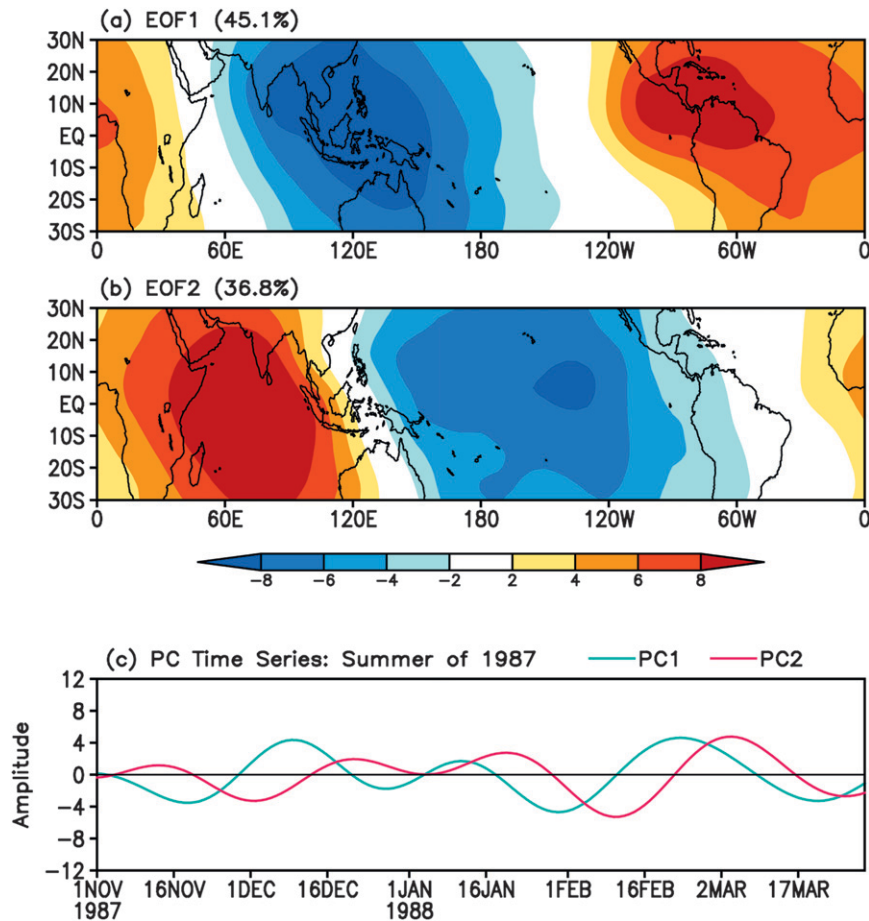 (a) EOF1 (45.1%)
30N
20N
10N
EQ
10S
20S
30S
0 60E 120E 180 120W 60W 0
(b) EOF2 (36.8%)
30N
20N
10N
EQ
10S
20S
30S
0 60E 120E 180 120W 60W 0
-8 -6 -4 -2 2 4 6 8
(c) PC Time Series: Summer of 1987 PC1 PC2
12
8
4
0
-4
-8
-12
Amplitude
1NOV 16NOV 1DEC 16DEC 1JAN 16JAN 1FEB 16FEB 2MAR 17MAR
1987 1988